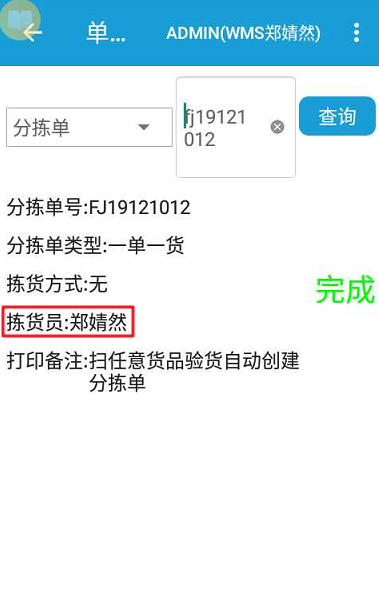 单... ADMIN(WMS郑婧然)
分拣单 fj19121 查询
012
分拣单号:FJ19121012
分拣单类型:一单一货
拣货方式:无
完成
拣货员:郑婧然
打印备注:扫任意货品验货自动创建
分拣单